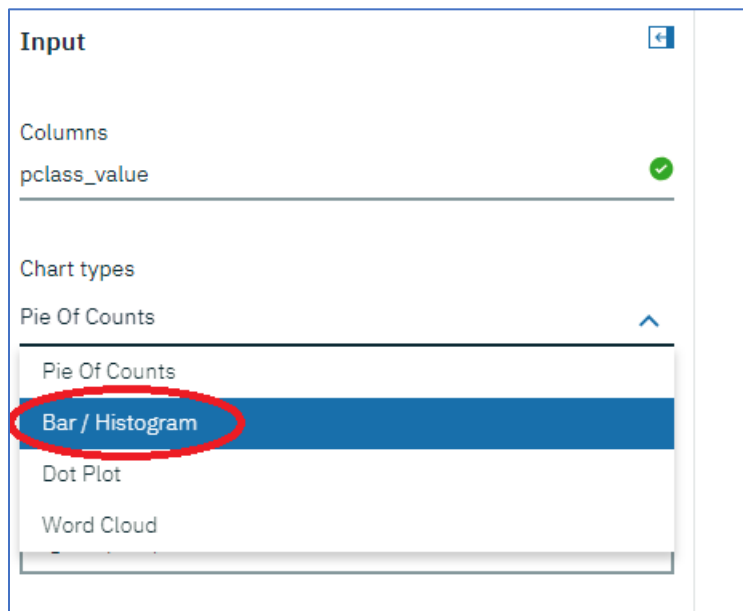 Input
Columns
pclass_value
Chart types
Pie Of Counts
Pie Of Counts
Bar / Histogram
Dot Plot
Word Cloud